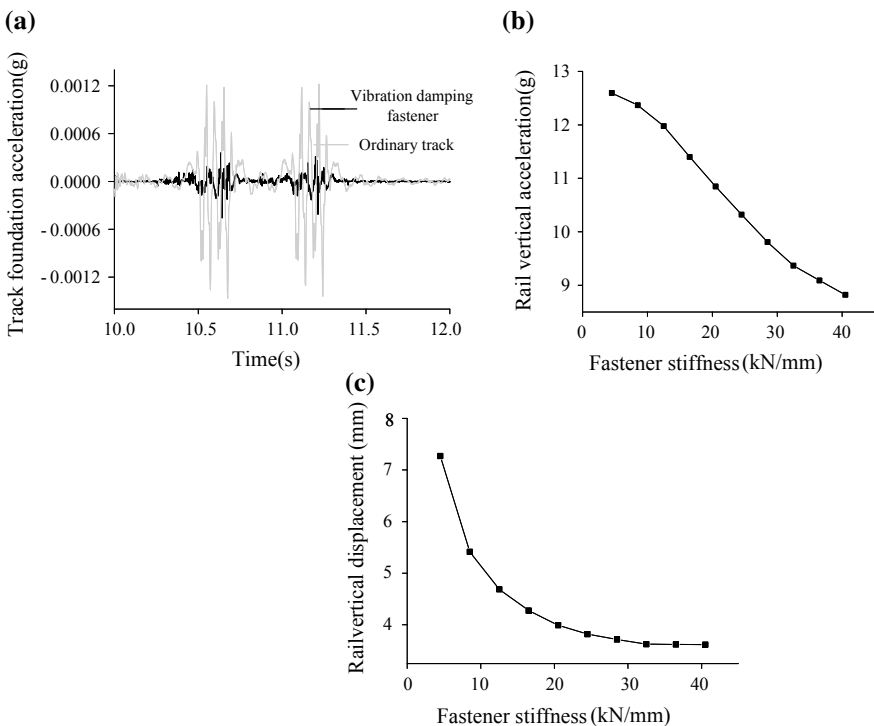 (a)
Track foundation acceleration(g)
0.0012
0.0006
0.0000
-0.0006
-0.0012
Vibration damping
fastener
Ordinary track
10.0 10.5 11.0 11.5 12.0
Time(s)
(b)
Rail vertical acceleration(g)
13
12
11
10
9
0 10 20 30 40
Fastener stiffness (kN/mm)
(c)
Railvertical displacement (mm)
8
7
6
5
4
0 10 20 30 40
Fastener stiffness (kN/mm)